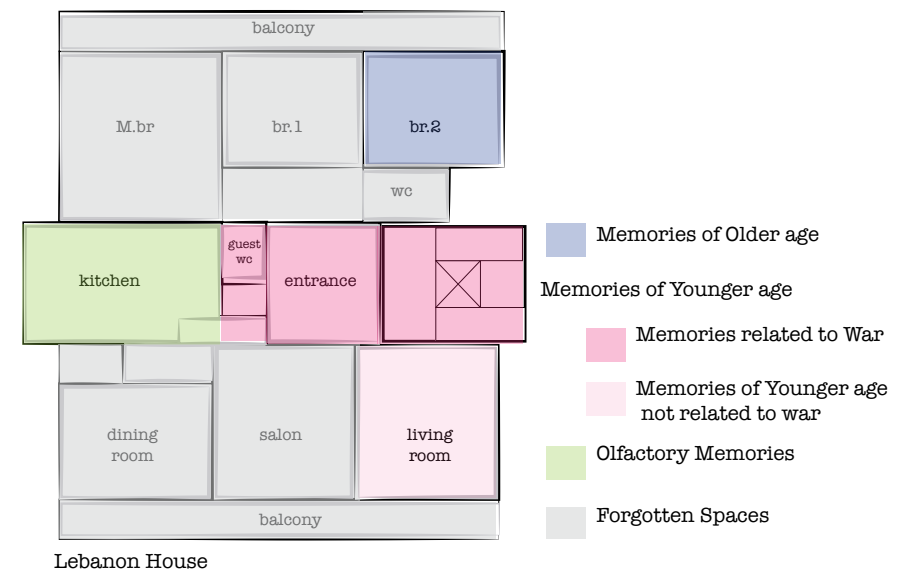 balcony
M.br
br.1
br.2
wc
guest
wc
kitchen
entrance
dining
room
salon
living
room
balcony
Lebanon House
Memories of Older age
Memories of Younger age
Memories related to War
Memories of Younger age
not related to war
Olfactory Memories
Forgotten Spaces